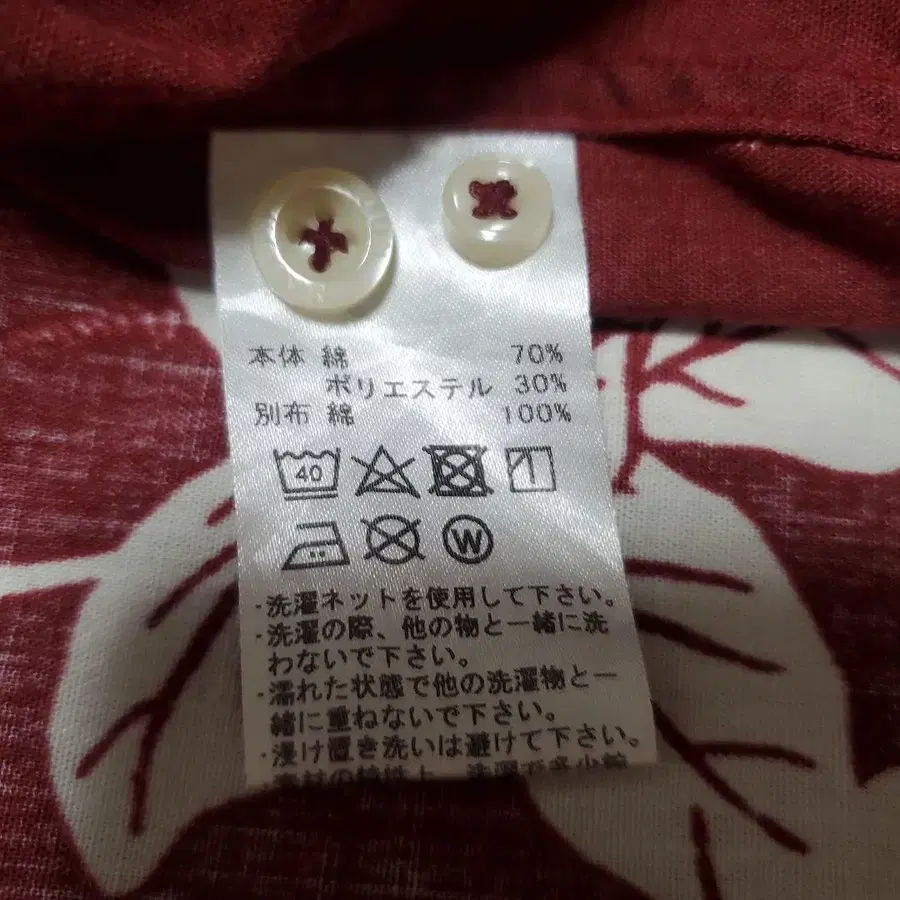 本体 綿 70%
ポリエステル 30%
別布 綿 100%
40
W
・洗濯ネットを使用して下さい。
・洗濯の際、他の物と一緒に洗
わないで下さい。
・濡れた状態で他の洗濯物と一
緒に重ねないで下さい。
・浸け置き洗いは避けて下さい。